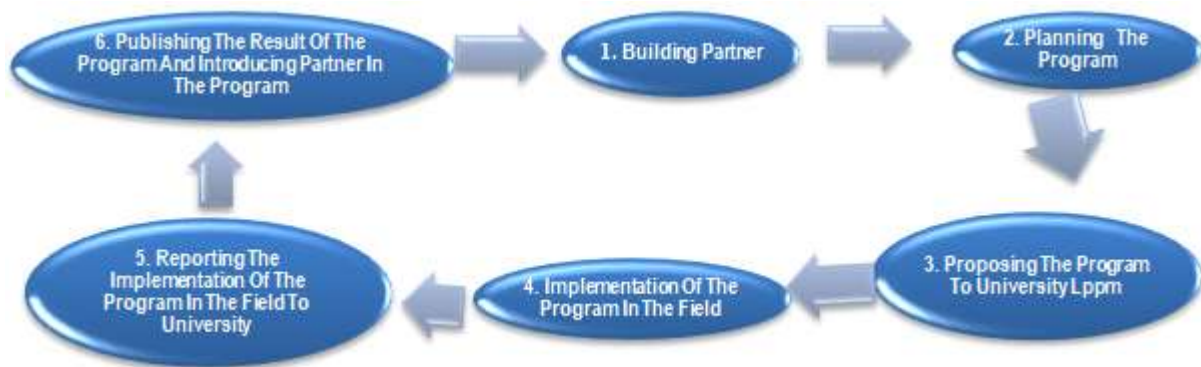 1. Building Partner
2. Planning The
Program
3. Proposing The Program
To University Lppm
4. Implementation Of The
Program In The Field
5. Reporting The
Implementation Of The
Program In The Field To
University
6. Publishing The Result Of The
Program And Introducing Partner In
The Program